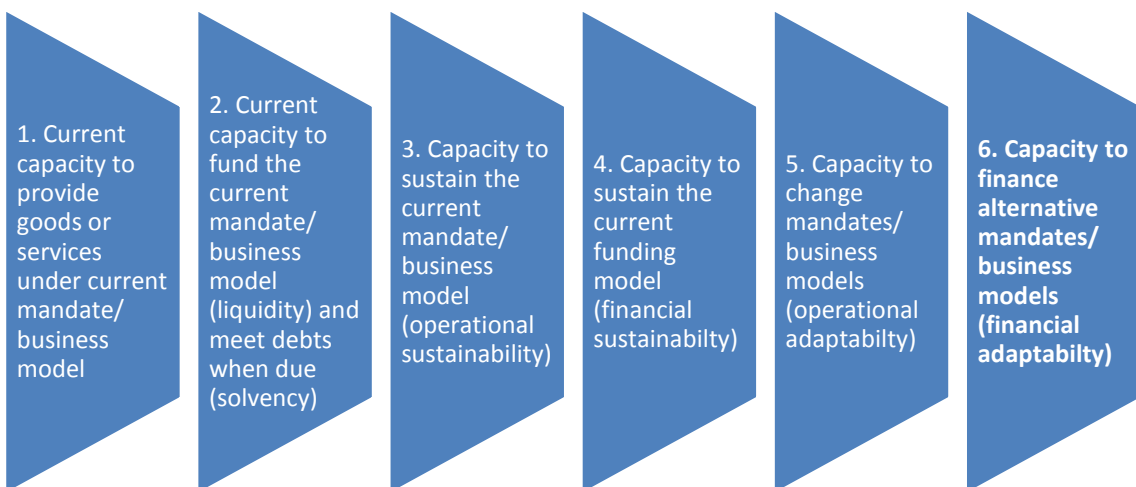 1. Current
capacity to
provide
goods or
services
under current
mandate/
business
model
2. Current
capacity to
fund the
current
mandate/
business
model
(liquidity) and
meet debts
when due
(solvency)
3. Capacity to
sustain the
current
mandate/
business
model
(operational
sustainability)
4. Capacity to
sustain the
current
funding
model
(financial
sustainabilty)
5. Capacity to
change
mandates/
business
models
(operational
adaptabilty)
6. Capacity to
finance
alternative
mandates/
business
models
(financial
adaptabilty)